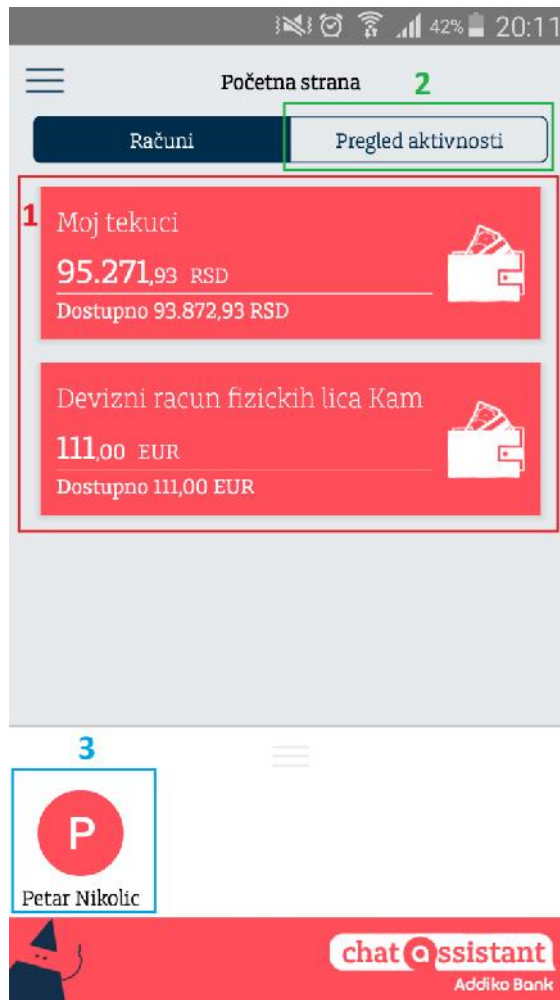 42% 20:11
Početna strana
2
Računi
Pregled aktivnosti
1
Moj tekuci
95.271,93 RSD
Dostupno 93.872,93 RSD
Devizni racun fizickih lica Kam
111,00 EUR
Dostupno 111,00 EUR
3
P
Petar Nikolic
chat @ssistant
Addiko Bank